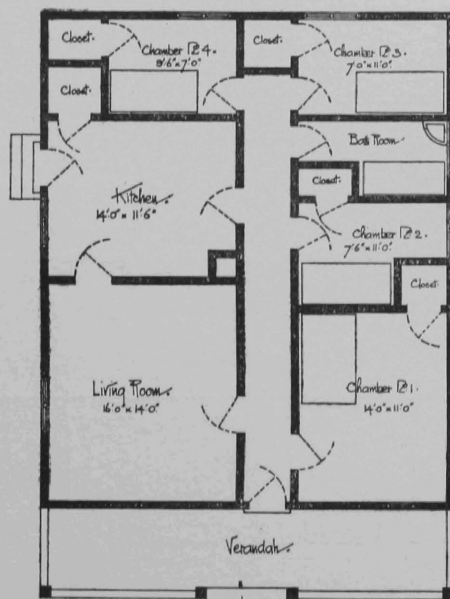 Closet.
Chamber № 4.
9'6" × 7'0"
Closet.
Chamber № 3.
7'0" × 11'0"
Closet.
Bath Room.
Kitchen.
14'0" × 11'6"
Closet.
Chamber № 2.
7'6" × 11'0"
Closet.
Living Room.
16'0" × 14'0"
Chamber № 1.
14'0" × 11'0"
Verandah.